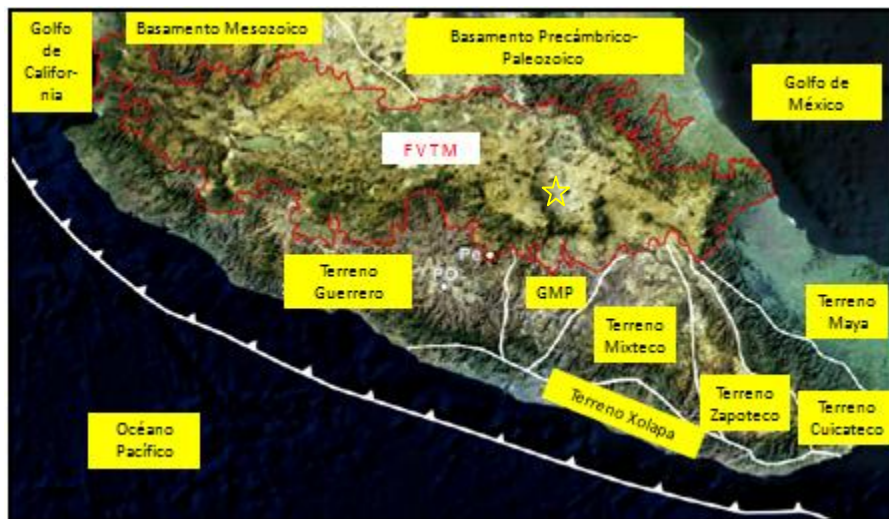 Golfo
de
Califor-
nia
Basamento Mesozoico
Basamento Precámbrico-
Paleozoico
Golfo de
México
FVTM
Terreno
Guerrero
PO
GMP
Terreno
Mixteco
Terreno
Maya
Terreno Xolapa
Terreno
Zapoteco
Terreno
Cuicateco
Océano
Pacífico